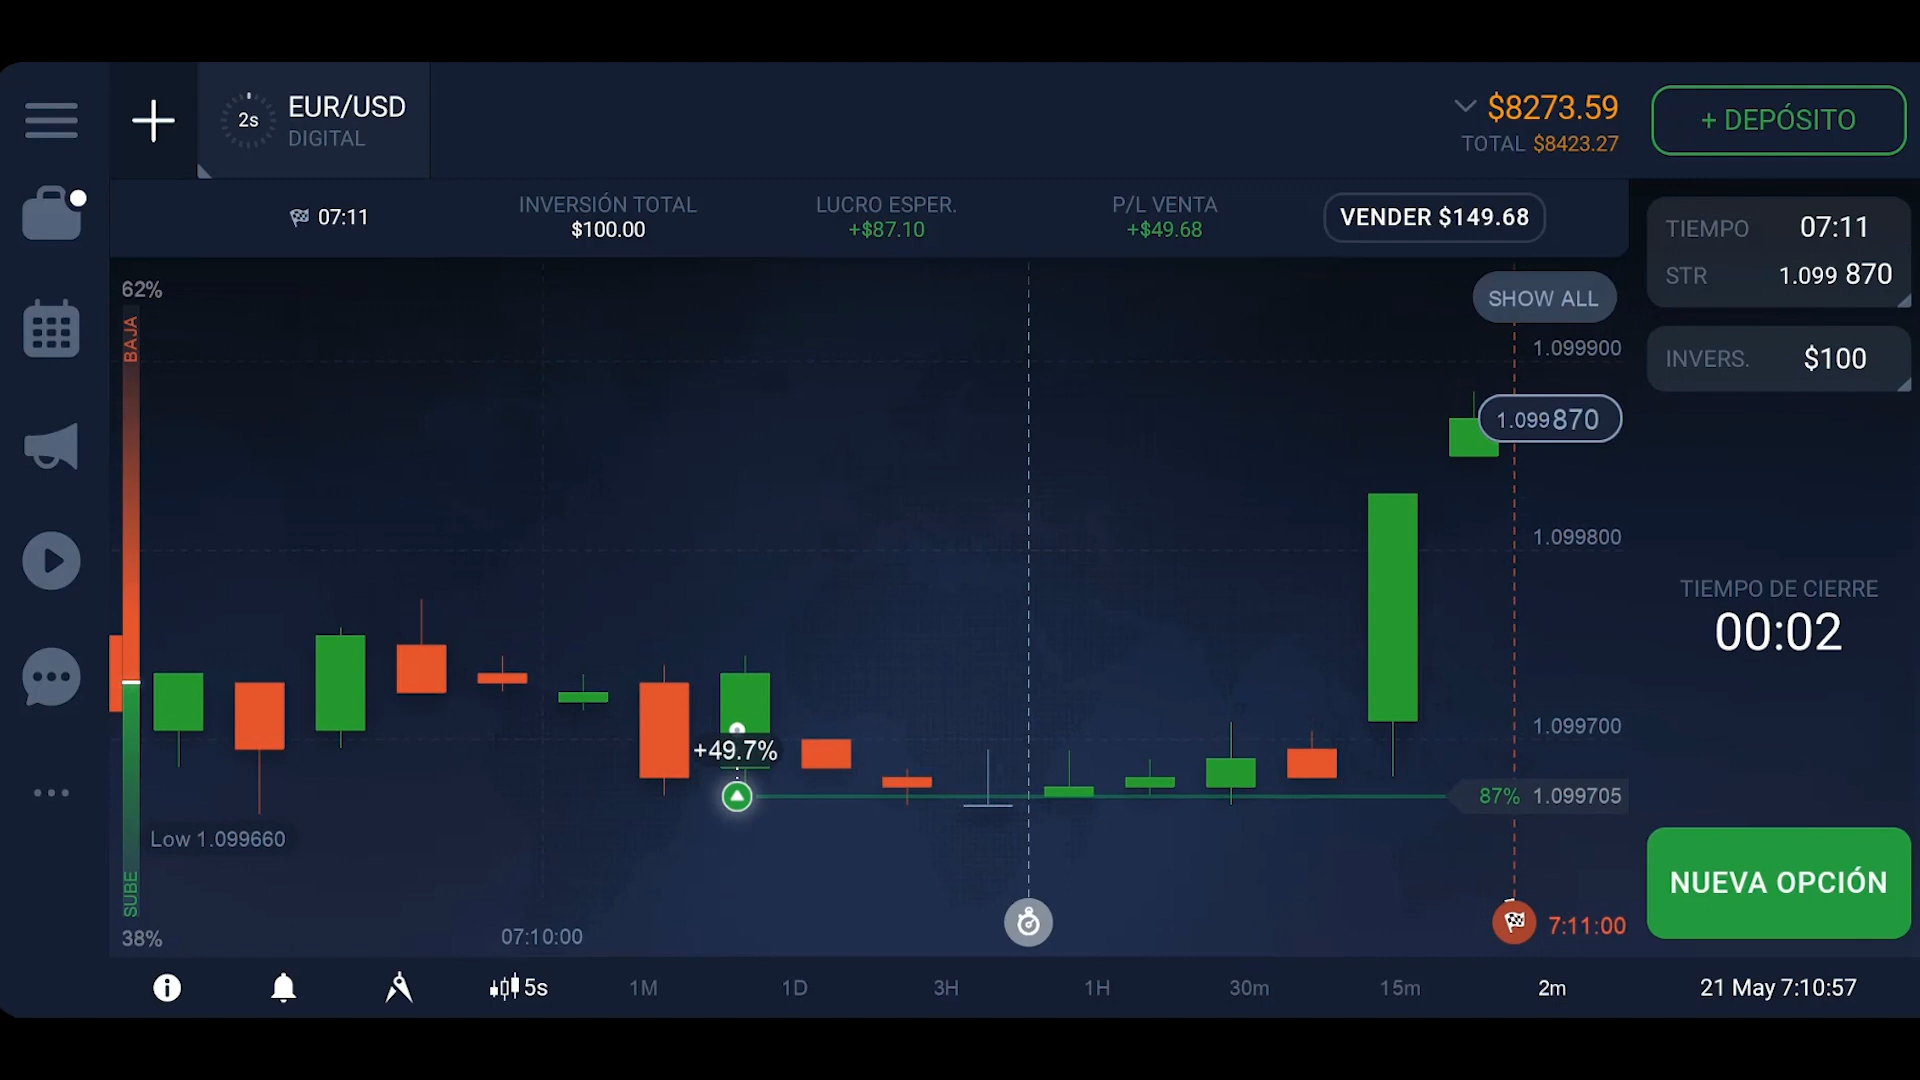 2s
EUR/USD
DIGITAL
$8273.59
TOTAL $8423.27
+ DEPÓSITO
07:11
INVERSIÓN TOTAL
$100.00
LUCRO ESPER.
+$87.10
P/L VENTA
+$49.68
VENDER $149.68
TIEMPO 07:11
STR 1.099 870
INVERS. $100
62%
BAJA
SHOW ALL
1.099900
1.099870
1.099800
TIEMPO DE CIERRE
00:02
1.099700
+49.7%
87% 1.099705
Low 1.099660
SUBE
38%
NUEVA OPCIÓN
07:10:00
7:11:00
5s
1M
1D
3H
1H
30m
15m
2m
21 May 7:10:57